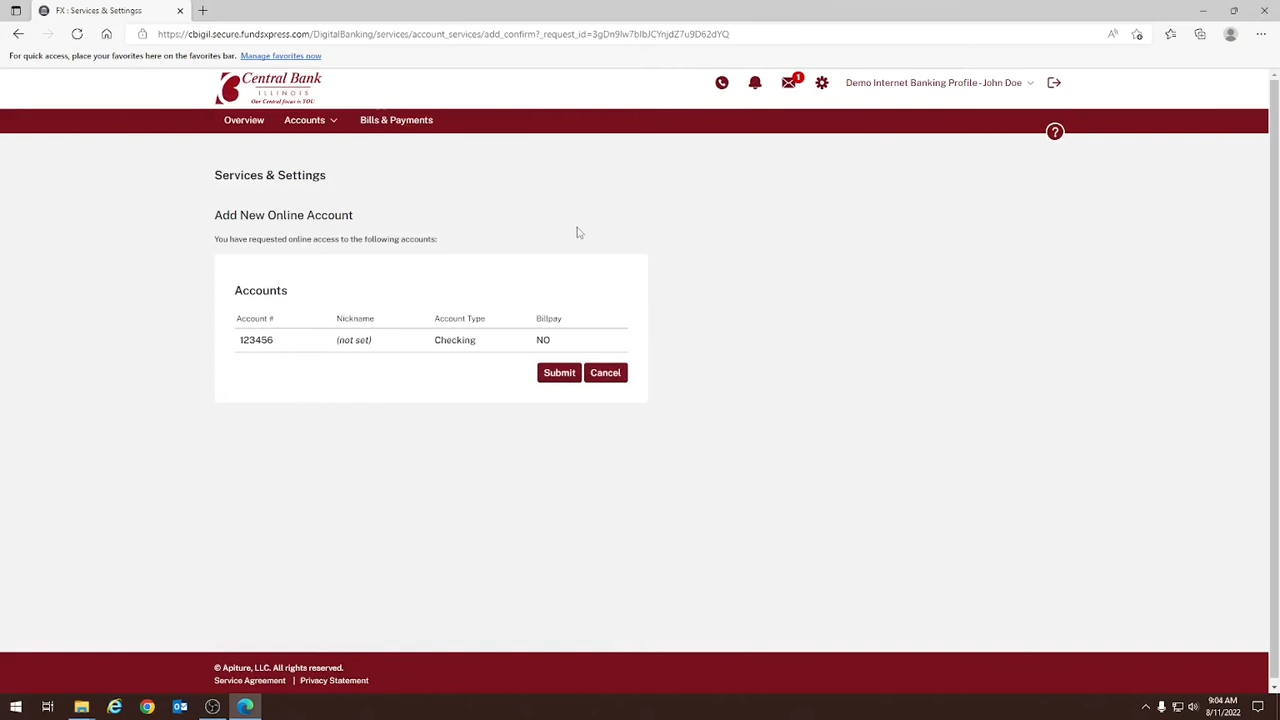 FX : Services & Settingss
https://cbigil.secure.fundsxpress.com/DigitalBanking/services/account_services/add_confirm?_request_id=3gDn9Iw7bIbJCYnjdZ7u9D62dYQ
For quick access, place your favorites here on the favorites bar. Manage favorites now
Central Bank
ILLINOIS
Our Central focus is YOU
1
Demo Internet Banking Profile - John Doe
Overview Accounts Bills & Payments
?
Services & Settings
Add New Online Account
You have requested online access to the following accounts:
Accounts
Account # Nickname Account Type Billpay
123456 (not set) Checking NO
Submit Cancel
© Apiture, LLC. All rights reserved.
Service Agreement | Privacy Statement
9:04 AM
8/11/2022